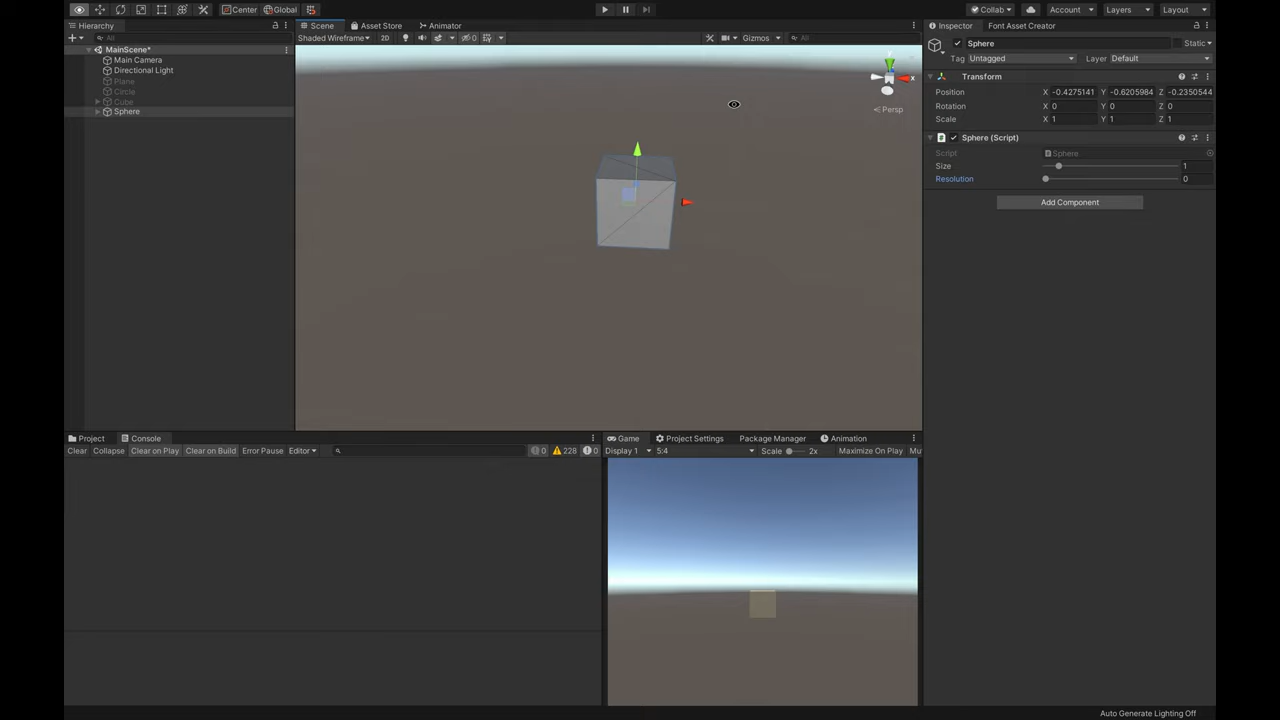 Center Global Collab Account Layers Layout
Hierarchy Scene Asset Store Animator Inspector Font Asset Creator
All Shaded Wireframe 2D 0 Gizmos All Sphere Static
MainScene* Tag Untagged Layer Default
Main Camera
Directional Light Transform
Plane
Circle Position X -0.4275141 Y -0.6205984 Z -0.2350544
Cube Rotation X 0 Y 0 Z 0
Sphere Scale X 1 Y 1 Z 1
x
Persp
Sphere (Script)
Script Sphere
Size 1
Resolution 0
Add Component
Project Console Game Project Settings Package Manager Animation
Clear Collapse Clear on Play Clear on Build Error Pause Editor 0 228 0 Display 1 5:4 Scale 2x Maximize On Play Mu
Auto Generate Lighting Off